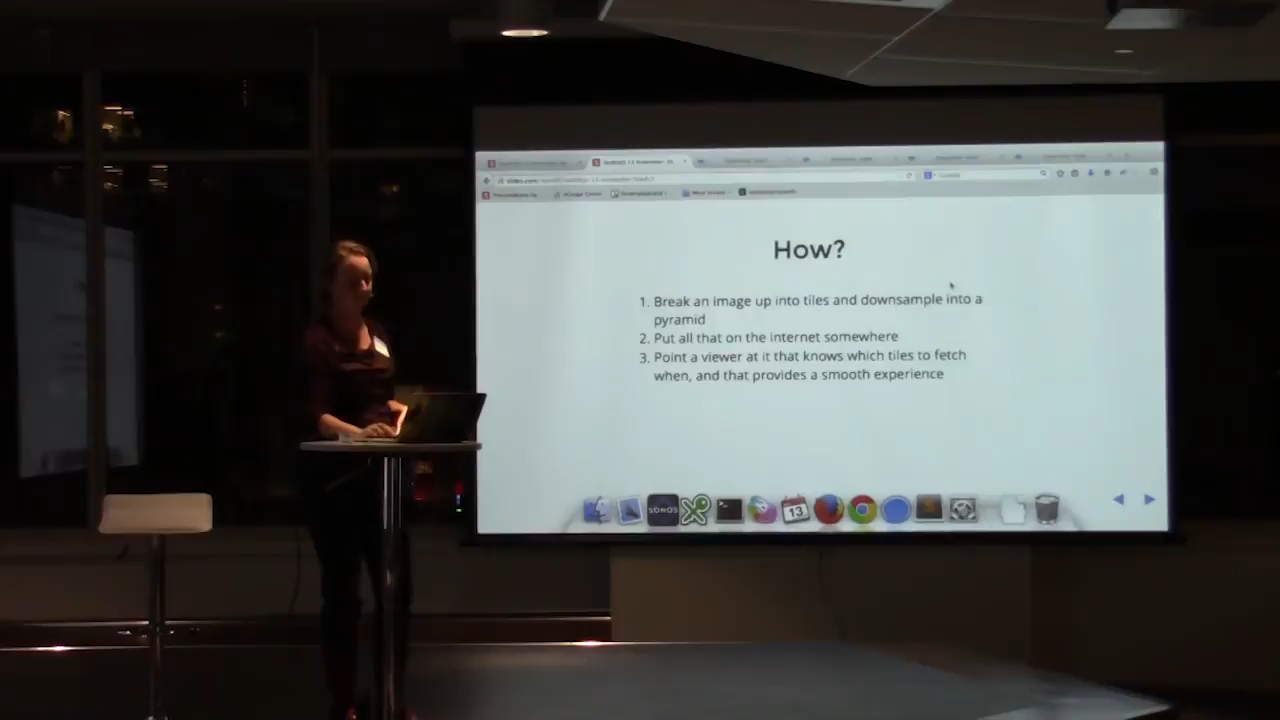 How?
1. Break an image up into tiles and downsample into a
pyramid
2. Put all that on the internet somewhere
3. Point a viewer at it that knows which tiles to fetch
when, and that provides a smooth experience
SONOS
13